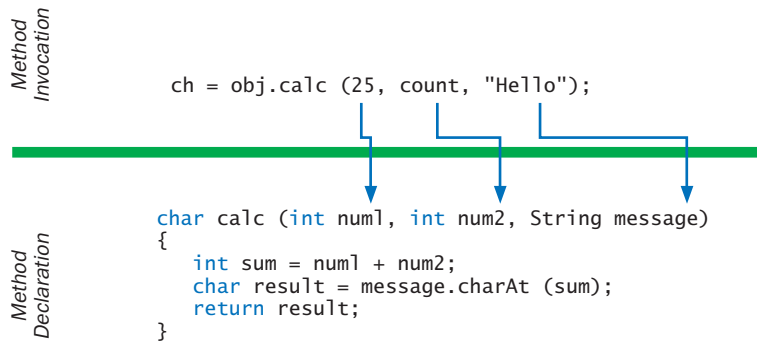 Method
Invocation
ch = obj.calc (25, count, "Hello");
Method
Declaration
char calc (int num1, int num2, String message)
{
int sum = num1 + num2;
char result = message.charAt (sum);
return result;
}